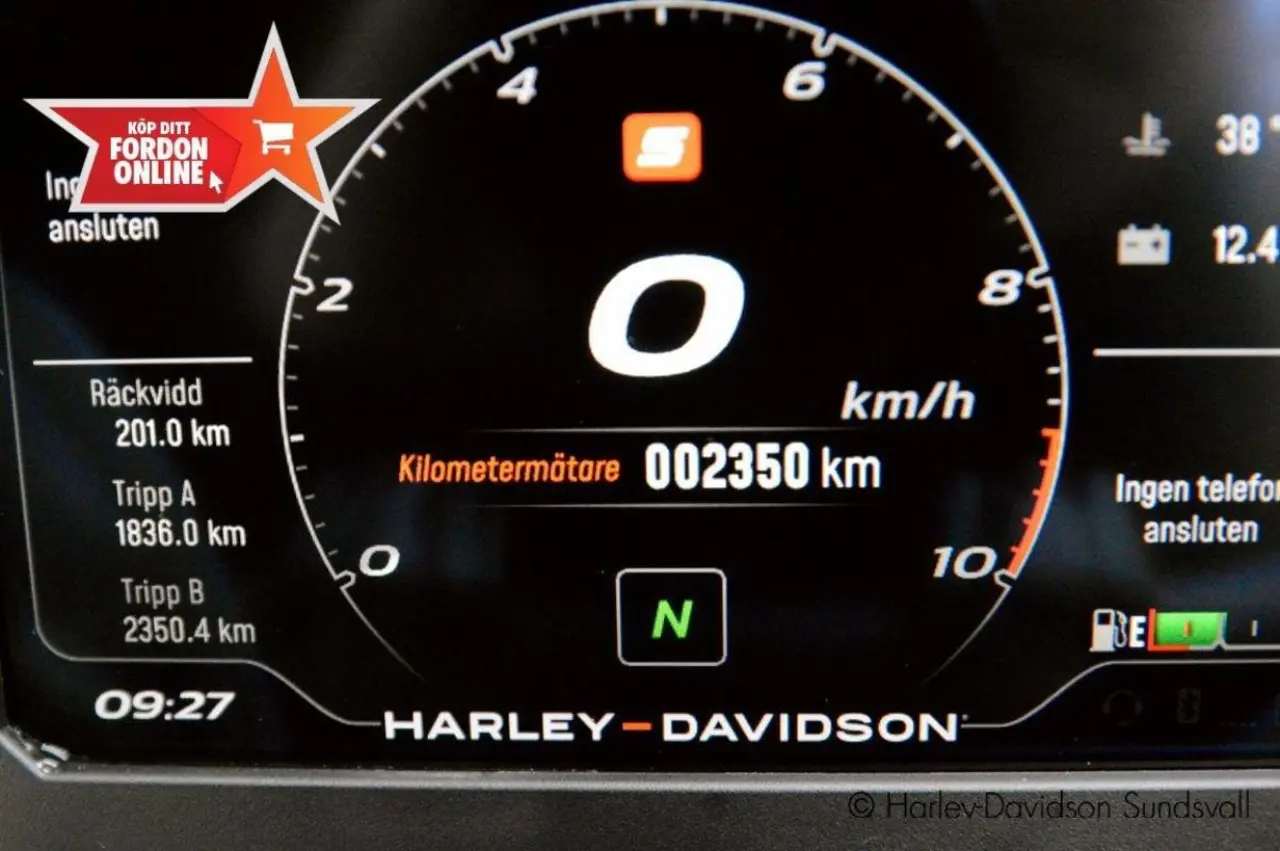 KÖP DITT
FORDON
ONLINE
ansluten
4
6
S
38
2
0
8
12.4
km/h
Räckvidd
201.0 km
Kilometermätare 002350 km
Tripp A
1836.0 km
Ingen
ansluten
0
10
Tripp B
2350.4 km
N
E
09:27
HARLEY-DAVIDSON
© Harley-Davidson Sundsvall